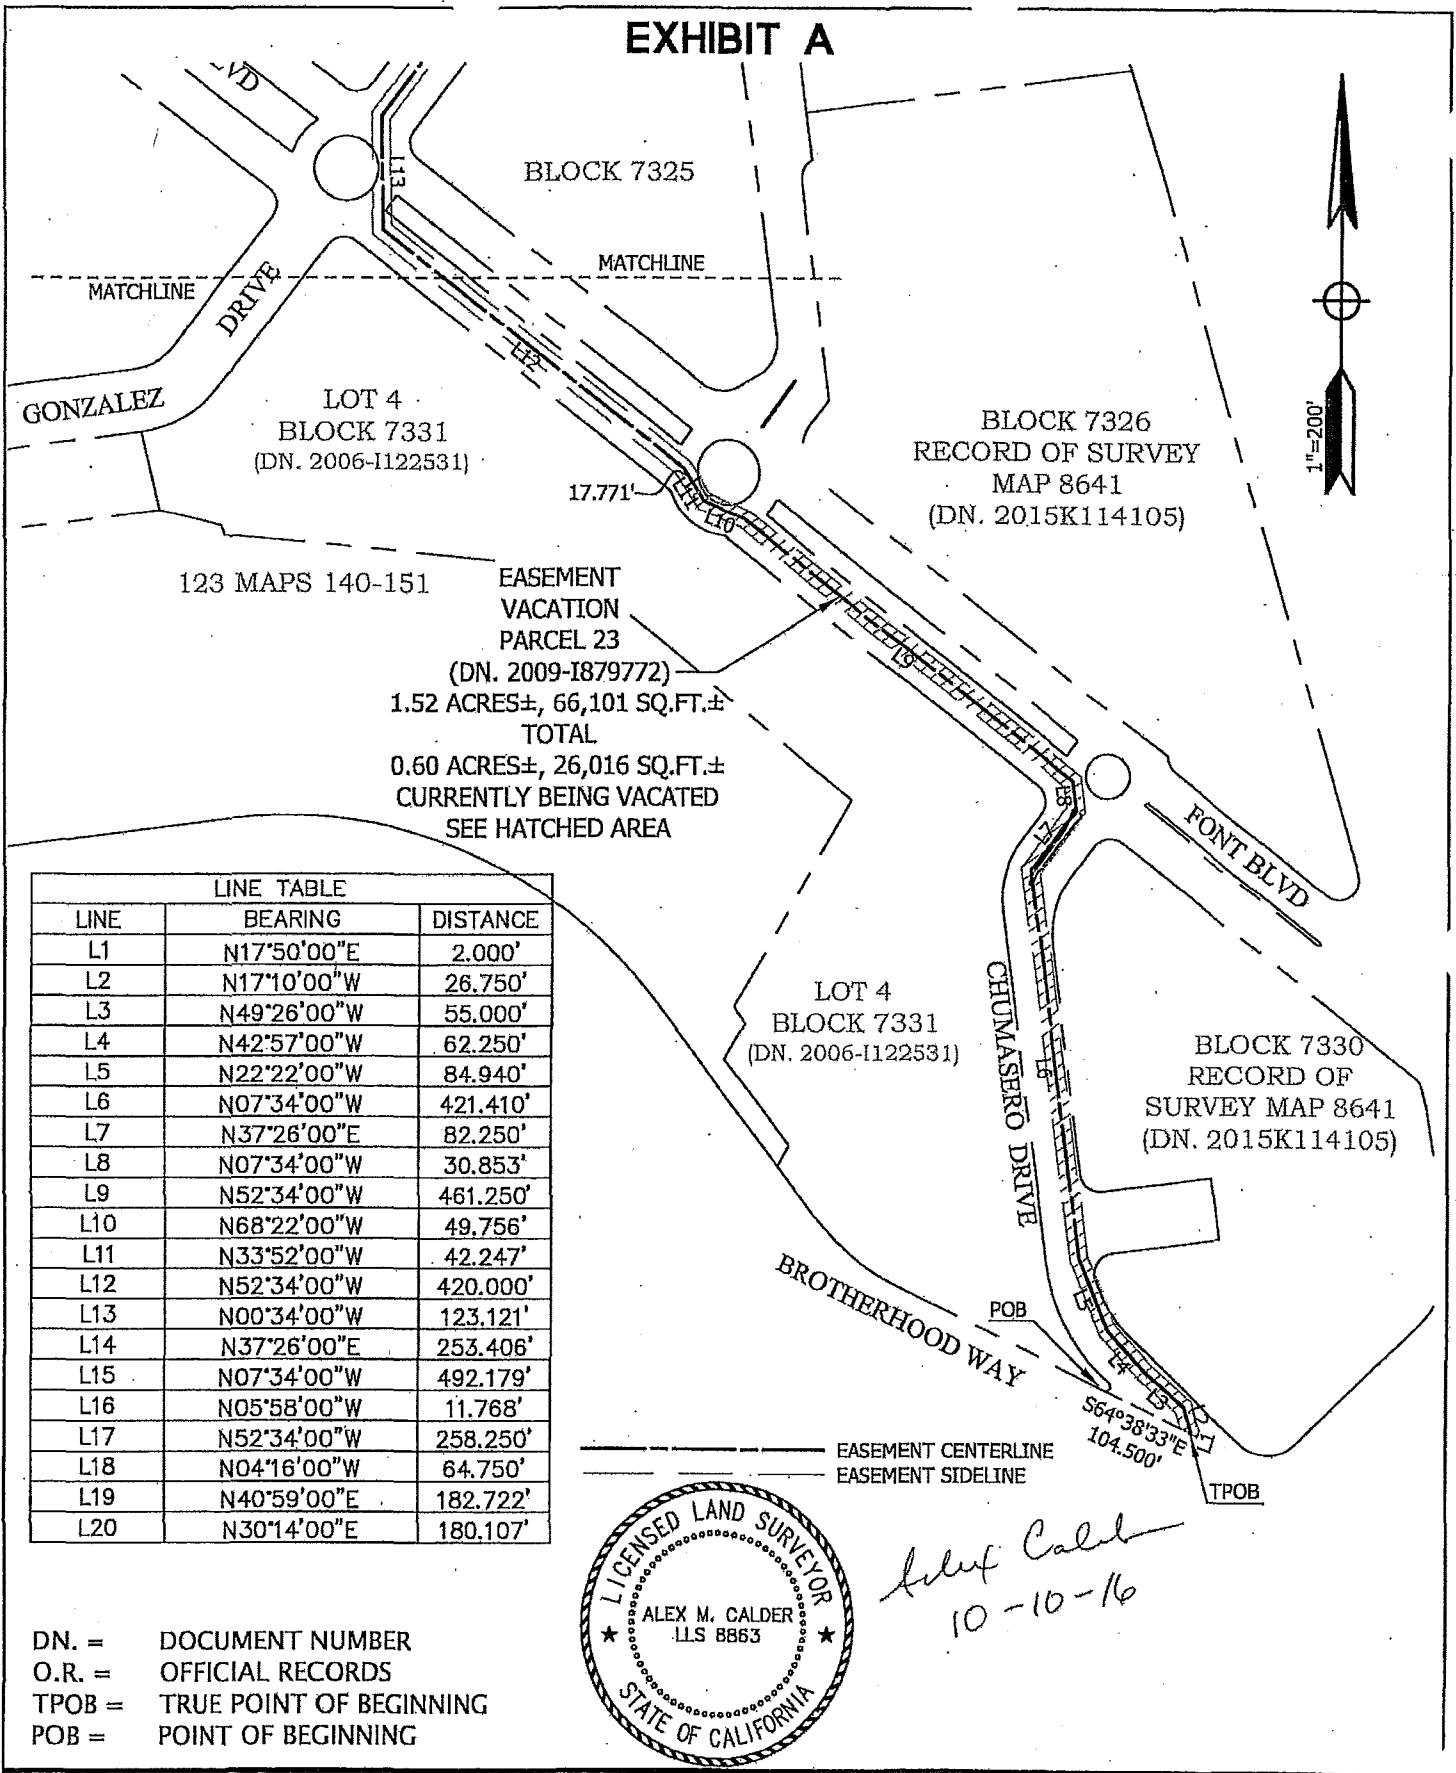 EXHIBIT A
LVD
L13
BLOCK 7325
MATCHLINE
MATCHLINE
DRIVE
GONZALEZ
L12
LOT 4
BLOCK 7331
(DN. 2006-I122531)
17.771'
L11
L10
BLOCK 7326
RECORD OF SURVEY
MAP 8641
(DN. 2015K114105)
1"=200'
123 MAPS 140-151
EASEMENT
VACATION
PARCEL 23
(DN. 2009-I879772)
1.52 ACRES±, 66,101 SQ.FT.±
TOTAL
0.60 ACRES±, 26,016 SQ.FT.±
CURRENTLY BEING VACATED
SEE HATCHED AREA
L9
L8
L7
FONT BLVD
LINE TABLE
LINE BEARING DISTANCE
L1 N17°50'00"E 2.000'
L2 N17°10'00"W 26.750'
L3 N49°26'00"W 55.000'
L4 N42°57'00"W 62.250'
L5 N22°22'00"W 84.940'
L6 N07°34'00"W 421.410'
L7 N37°26'00"E 82.250'
L8 N07°34'00"W 30.853'
L9 N52°34'00"W 461.250'
L10 N68°22'00"W 49.756'
L11 N33°52'00"W 42.247'
L12 N52°34'00"W 420.000'
L13 N00°34'00"W 123.121'
L14 N37°26'00"E 253.406'
L15 N07°34'00"W 492.179'
L16 N05°58'00"W 11.768'
L17 N52°34'00"W 258.250'
L18 N04°16'00"W 64.750'
L19 N40°59'00"E 182.722'
L20 N30°14'00"E 180.107'
LOT 4
BLOCK 7331
(DN. 2006-I122531)
CHUMASERO DRIVE
L6
BLOCK 7330
RECORD OF
SURVEY MAP 8641
(DN. 2015K114105)
BROTHERHOOD WAY
POB
L5
L4
L3
L2
L1
S64°38'33"E
104.500'
TPOB
EASEMENT CENTERLINE
EASEMENT SIDELINE
LICENSED LAND SURVEYOR
ALEX M. CALDER
LLS 8863
STATE OF CALIFORNIA
Alex Calder
10-10-16
DN. = DOCUMENT NUMBER
O.R. = OFFICIAL RECORDS
TPOB = TRUE POINT OF BEGINNING
POB = POINT OF BEGINNING